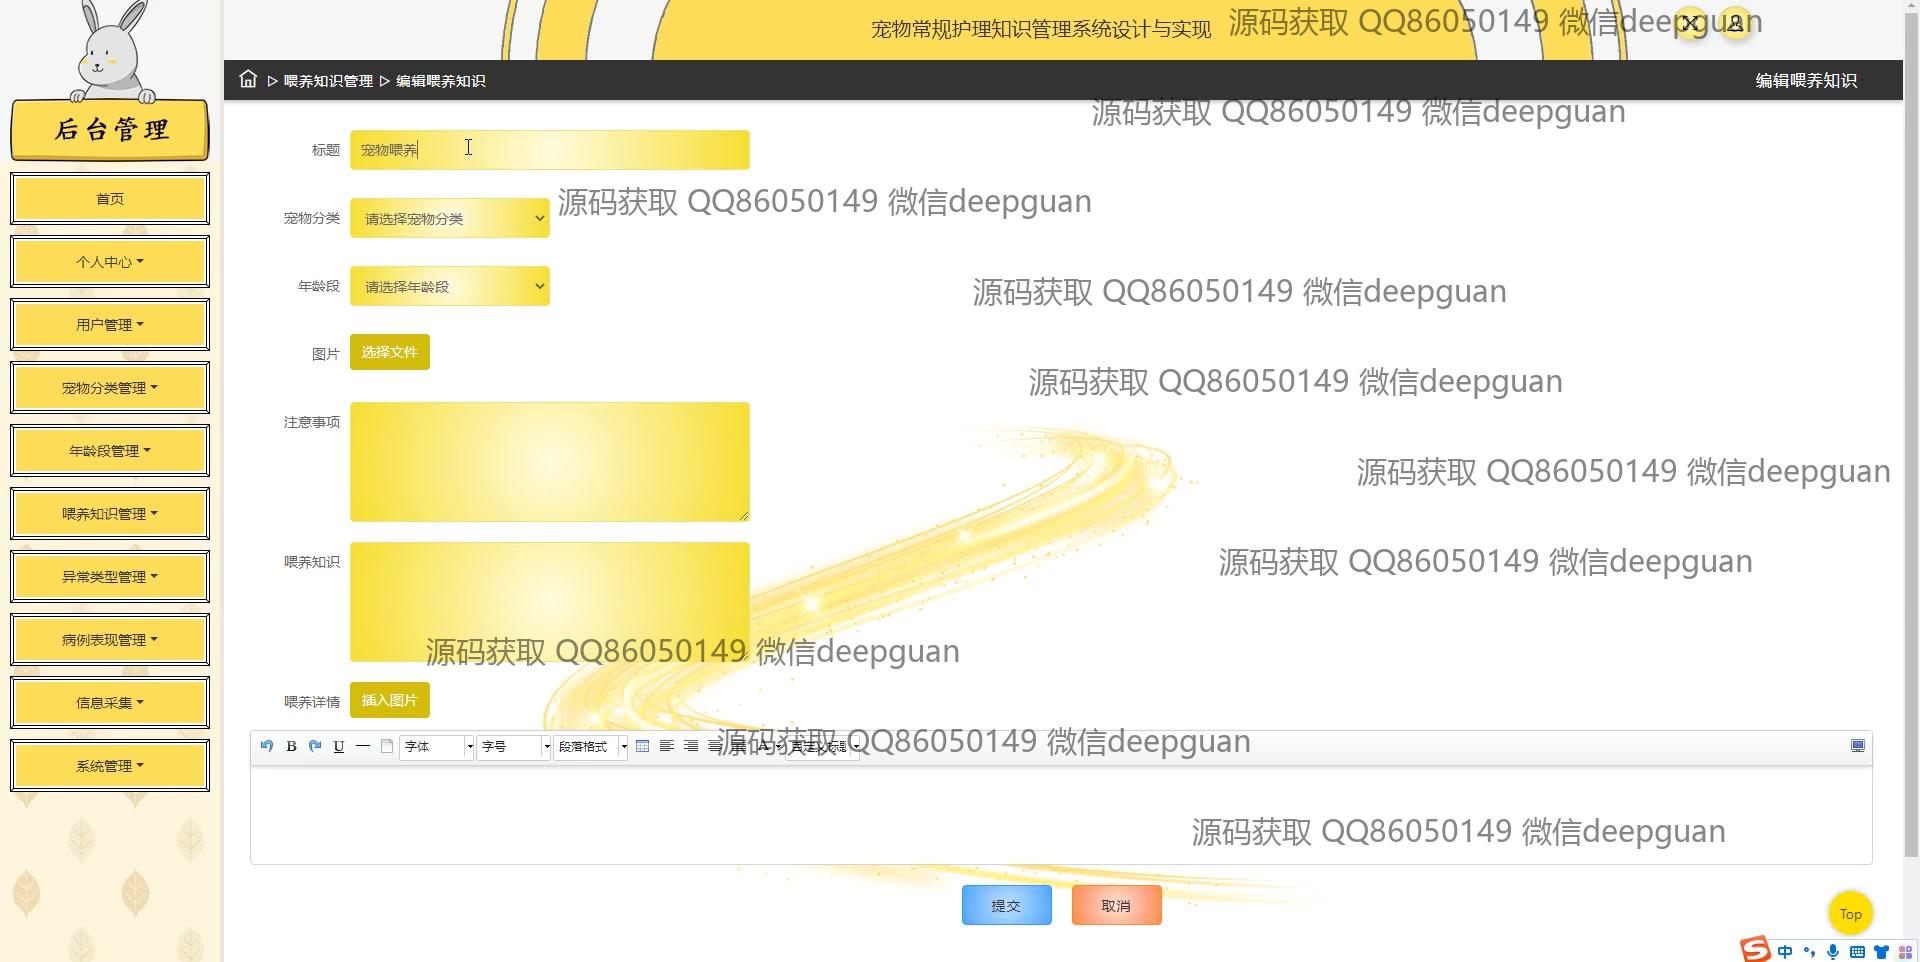 宠物常规护理知识管理系统设计与实现
源码获取 QQ86050149 微信deepguan
喂养知识管理 编辑喂养知识
编辑喂养知识
源码获取 QQ86050149 微信deepguan
后台管理
首页
个人中心
用户管理
宠物分类管理
年龄段管理
喂养知识管理
异常类型管理
病例表现管理
信息采集
系统管理
标题 宠物喂养
宠物分类 请选择宠物分类
源码获取 QQ86050149 微信deepguan
年龄段 请选择年龄段
源码获取 QQ86050149 微信deepguan
图片 选择文件
源码获取 QQ86050149 微信deepguan
注意事项
源码获取 QQ86050149 微信deepguan
喂养知识
源码获取 QQ86050149 微信deepguan
源码获取 QQ86050149 微信deepguan
喂养详情 插入图片
B U 字体 字号 段落格式 A 自定义标题
源码获取 QQ86050149 微信deepguan
源码获取 QQ86050149 微信deepguan
提交 取消
Top
S 中